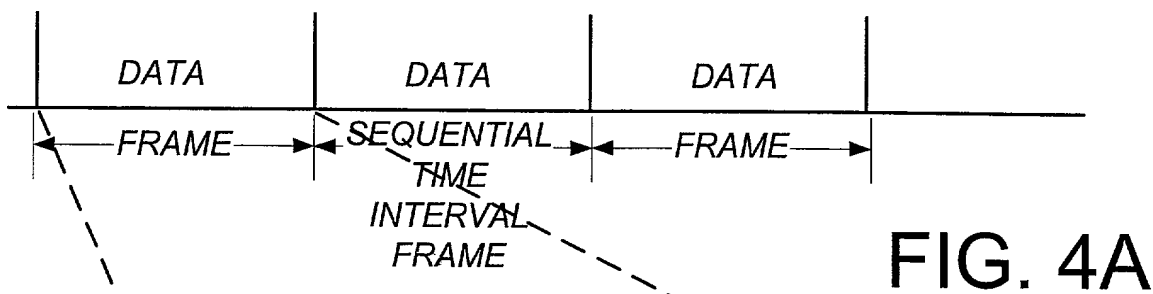 DATA DATA DATA
FRAME SEQUENTIAL FRAME
TIME
INTERVAL
FRAME
FIG. 4A